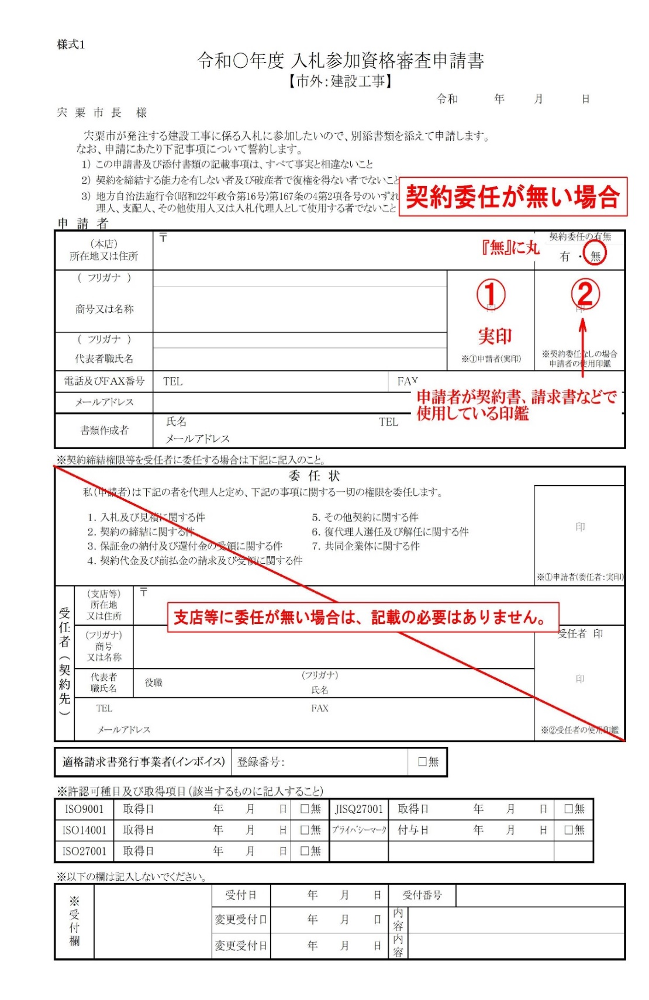 様式1
令和〇年度 入札参加資格審査申請書
【市外:建設工事】
令和　　年　　月　　日
宍粟市長 様
宍粟市が発注する建設工事に係る入札に参加したいので、別添書類を添えて申請します。
なお、申請にあたり下記事項について誓約します。
1) この申請書及び添付書類の記載事項は、すべて事実と相違ないこと
2) 契約を締結する能力を有しない者及び破産者で復権を得ない者でないこと
3) 地方自治法施行令(昭和22年政令第16号)第167条の4第2項各号のいずれ
理人、支配人、その他使用人又は入札代理人として使用する者でないこと
契約委任が無い場合
申請者
(本店)
所在地又は住所
〒
『無』に丸
契約委任の有無
有・無
(フリガナ)
商号又は名称
(フリガナ)
代表者職氏名
①
印
実印
※①申請者(実印)
②
印
※契約委任なしの場合
申請者の使用印鑑
電話及びFAX番号 TEL FAX
申請者が契約書、請求書などで
使用している印鑑
メールアドレス
書類作成者 氏名 TEL
メールアドレス
※契約締結権限等を受任者に委任する場合は下記に記入のこと。
委任状
私(申請者)は下記の者を代理人と定め、下記の事項に関する一切の権限を委任します。
1. 入札及び見積に関する件
2. 契約の締結に関する件
3. 保証金の納付及び還付金の受領に関する件
4. 契約代金及び前払金の請求及び受領に関する件
5. その他契約に関する件
6. 復代理人選任及び解任に関する件
7. 共同企業体に関する件
印
※①申請者(委任者:実印)
受任者(契約先)
(支店等)
所在地
又は住所
〒
支店等に委任が無い場合は、記載の必要はありません。
(フリガナ)
商号
又は名称
受任者 印
代表者
職氏名
役職
(フリガナ)
氏名
印
TEL FAX
メールアドレス
※②受任者の使用印鑑
適格請求書発行事業者(インボイス) 登録番号: □無
※許認可種目及び取得項目(該当するものに記入すること)
ISO9001 取得日 年 月 日 □無 JISQ27001 取得日 年 月 日 □無
ISO14001 取得日 年 月 日 □無 プライバシーマーク 付与日 年 月 日 □無
ISO27001 取得日 年 月 日 □無
※以下の欄は記入しないでください。
※受付欄
受付日 年 月 日 受付番号
変更受付日 年 月 日 内容
変更受付日 年 月 日 内容